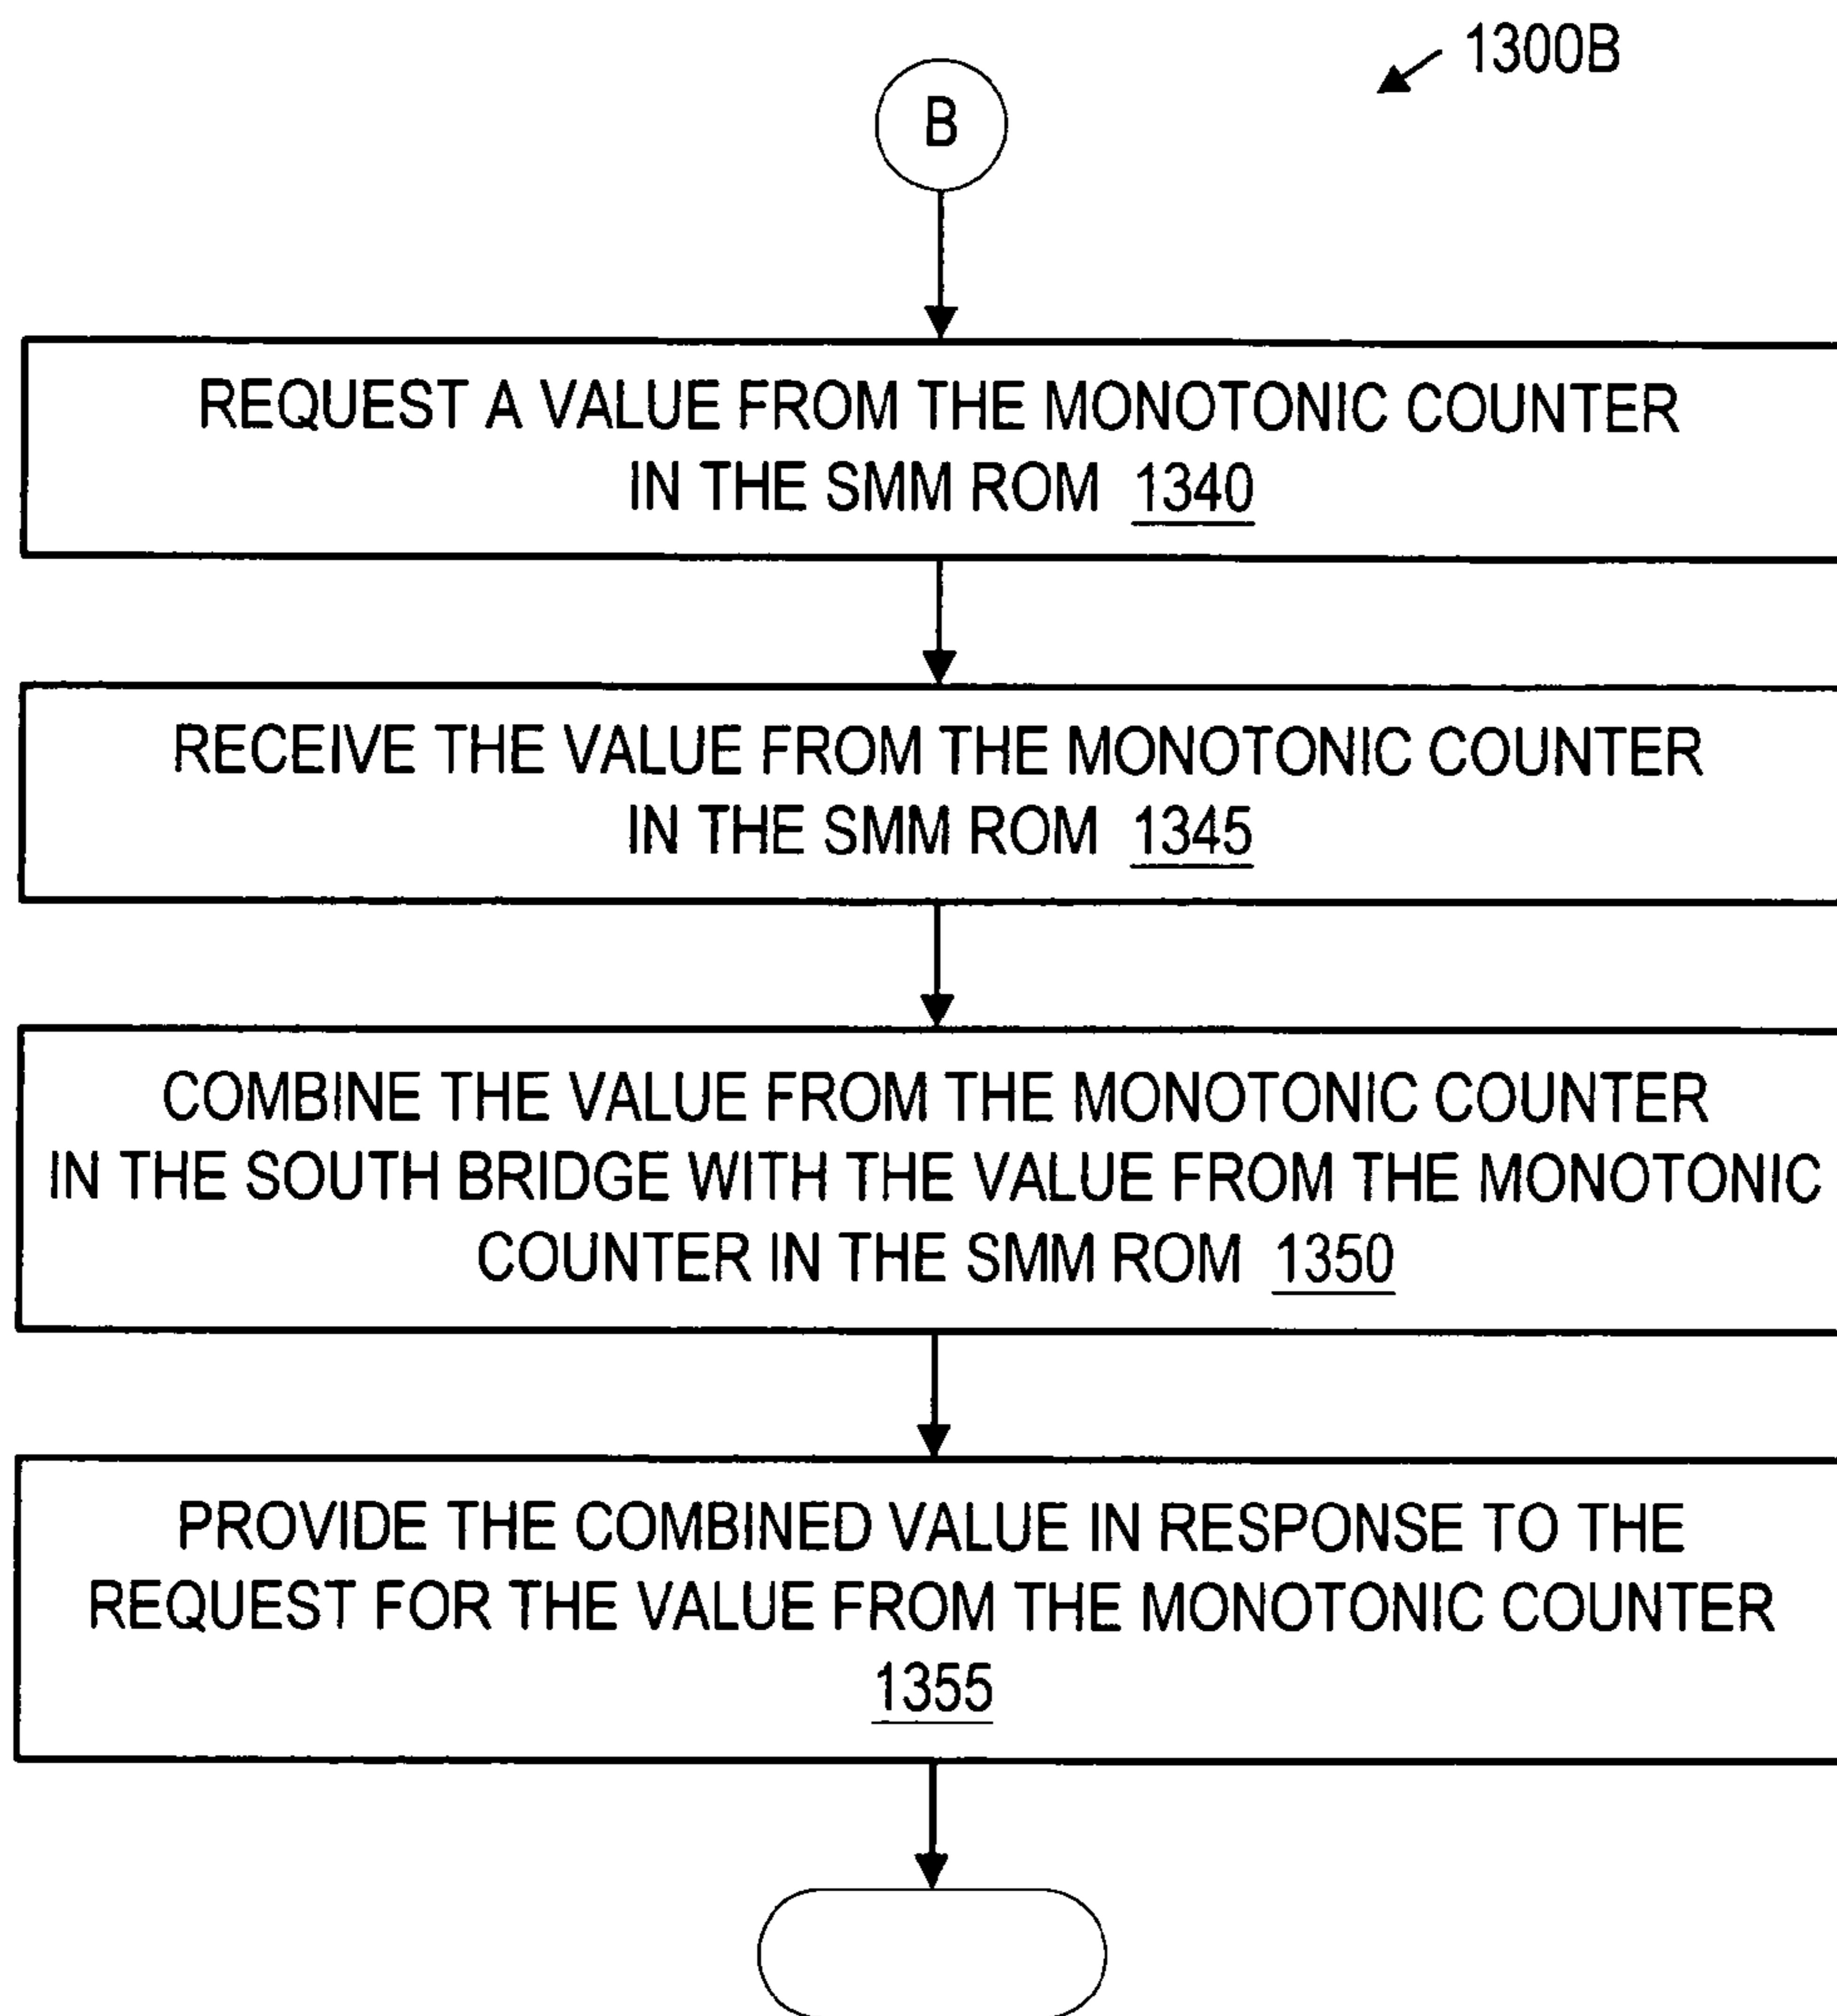 1300B
B
REQUEST A VALUE FROM THE MONOTONIC COUNTER
IN THE SMM ROM 1340
RECEIVE THE VALUE FROM THE MONOTONIC COUNTER
IN THE SMM ROM 1345
COMBINE THE VALUE FROM THE MONOTONIC COUNTER
IN THE SOUTH BRIDGE WITH THE VALUE FROM THE MONOTONIC
COUNTER IN THE SMM ROM 1350
PROVIDE THE COMBINED VALUE IN RESPONSE TO THE
REQUEST FOR THE VALUE FROM THE MONOTONIC COUNTER
1355